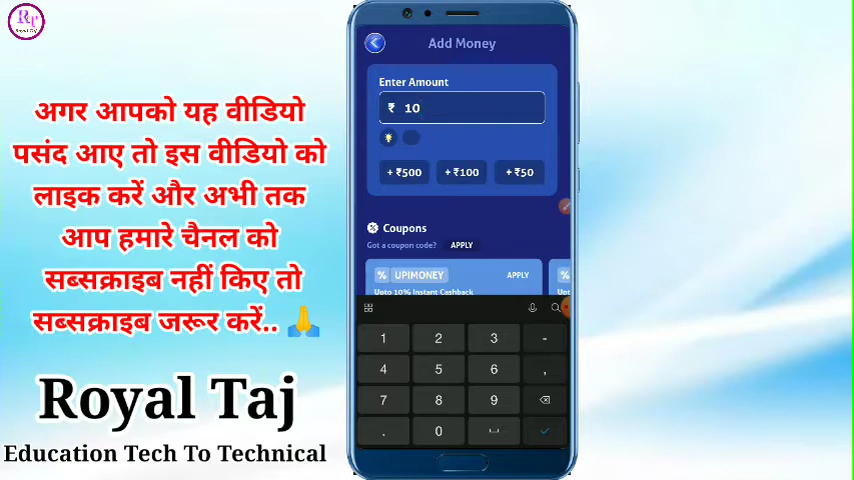 RT
Royal Taj
अगर आपको यह वीडियो
पसंद आए तो इस वीडियो को
लाइक करें और अभी तक
आप हमारे चैनल को
सब्सक्राइब नहीं किए तो
सब्सक्राइब जरूर करें.. 🙏
Royal Taj
Education Tech To Technical
Add Money
Enter Amount
₹ 10
+ ₹500 + ₹100 + ₹50
Coupons
Got a coupon code? APPLY
% UPIMONEY APPLY %
Upto 10% Instant Cashback
1 2 3 -
4 5 6 ,
7 8 9
. 0